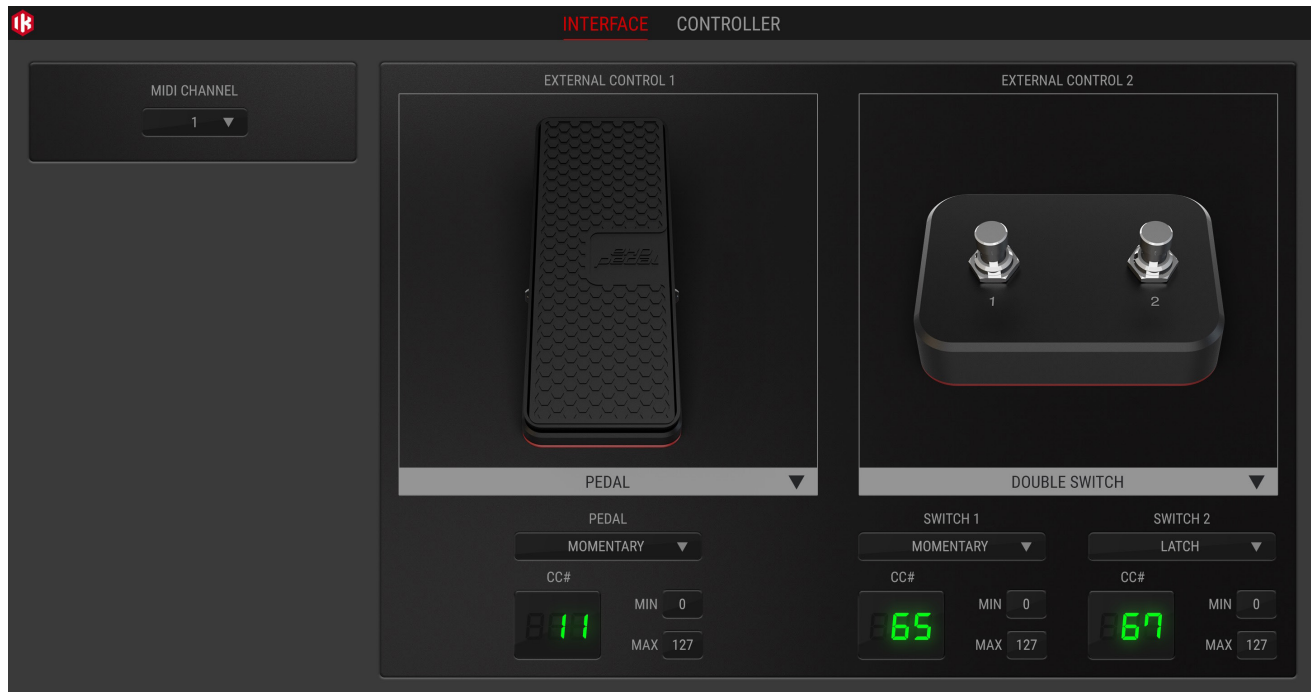 INTERFACE CONTROLLER
MIDI CHANNEL
1
EXTERNAL CONTROL 1
PEDAL
PEDAL
MOMENTARY
CC#
11
MIN 0
MAX 127
EXTERNAL CONTROL 2
1 2
DOUBLE SWITCH
SWITCH 1
MOMENTARY
CC#
65
MIN 0
MAX 127
SWITCH 2
LATCH
CC#
67
MIN 0
MAX 127